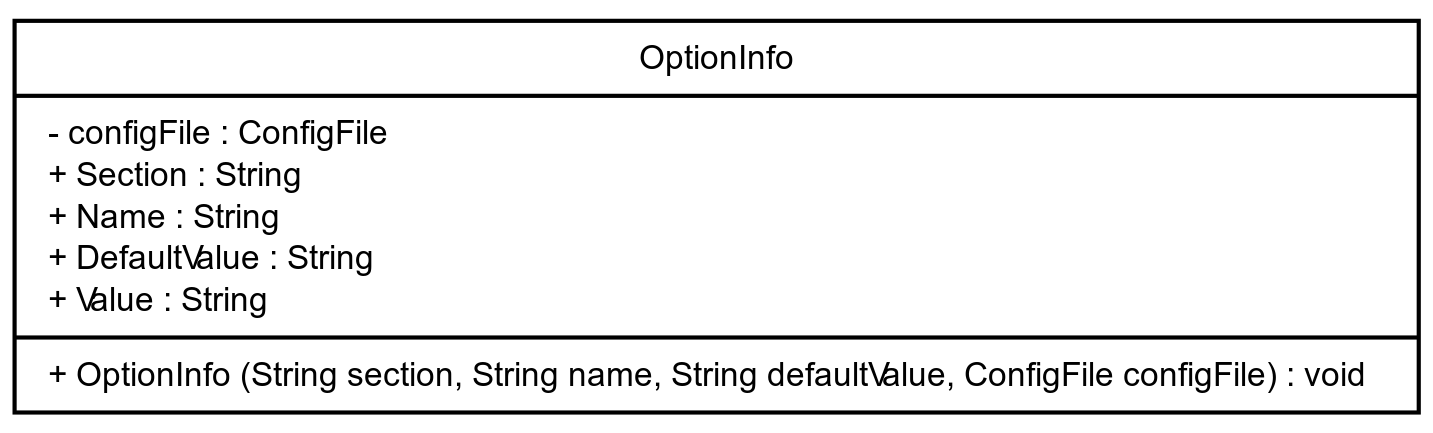 OptionInfo
- configFile : ConfigFile
+ Section : String
+ Name : String
+ DefaultValue : String
+ Value : String
+ OptionInfo (String section, String name, String defaultValue, ConfigFile configFile) : void